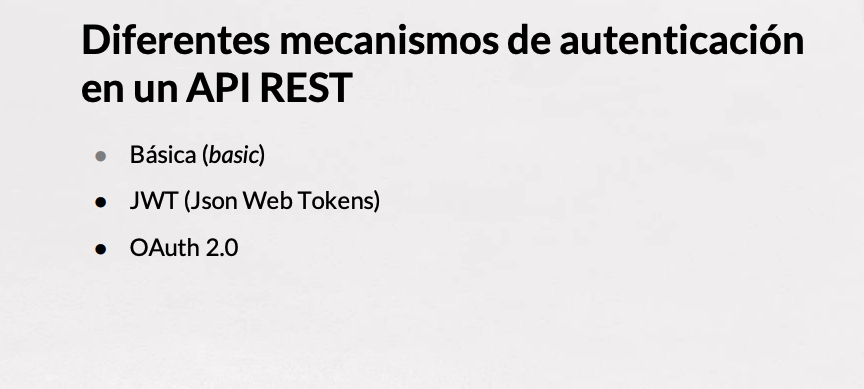 Diferentes mecanismos de autenticación
en un API REST
● Básica (basic)
● JWT (Json Web Tokens)
● OAuth 2.0